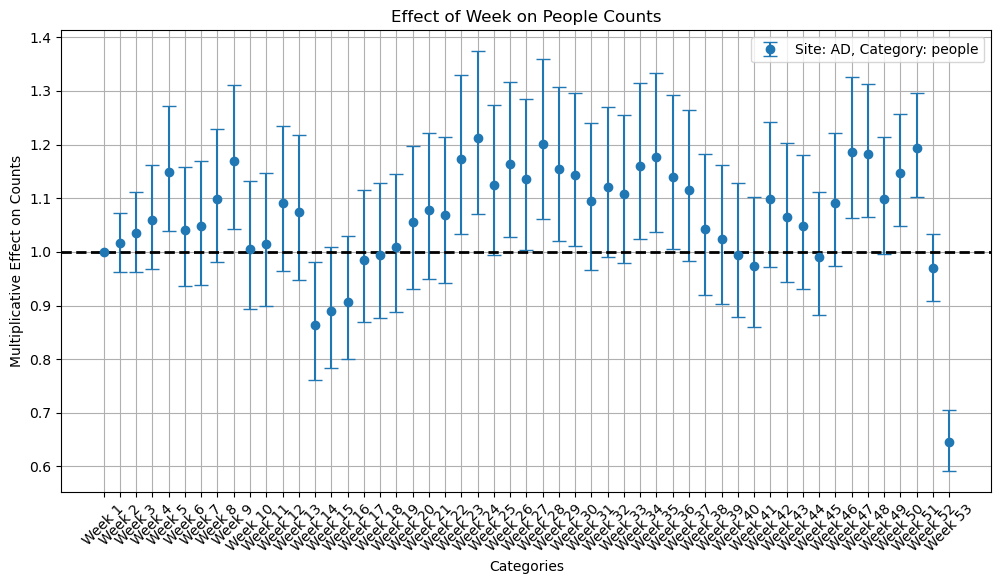 Effect of Week on People Counts
Site: AD, Category: people
Multiplicative Effect on Counts
1.4
1.3
1.2
1.1
1.0
0.9
0.8
0.7
0.6
Week 1
Week 2
Week 3
Week 4
Week 5
Week 6
Week 7
Week 8
Week 9
Week 10
Week 11
Week 12
Week 13
Week 14
Week 15
Week 16
Week 17
Week 18
Week 19
Week 20
Week 21
Week 22
Week 23
Week 24
Week 25
Week 26
Week 27
Week 28
Week 29
Week 30
Week 31
Week 32
Week 33
Week 34
Week 35
Week 36
Week 37
Week 38
Week 39
Week 40
Week 41
Week 42
Week 43
Week 44
Week 45
Week 46
Week 47
Week 48
Week 49
Week 50
Week 51
Week 52
Week 53
Categories